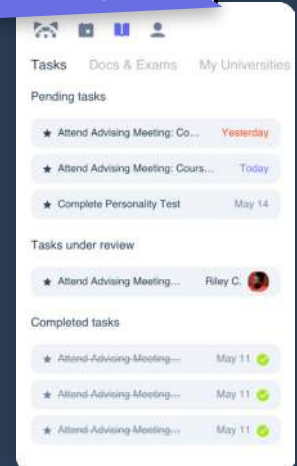 Tasks Docs & Exams My Universities
Pending tasks
★ Attend Advising Meeting: Co... Yesterday
★ Attend Advising Meeting: Cours... Today
★ Complete Personality Test May 14
Tasks under review
★ Attend Advising Meeting... Riley C.
Completed tasks
★ Attend Advising Meeting... May 11
★ Attend Advising Meeting... May 11
★ Attend Advising Meeting... May 11